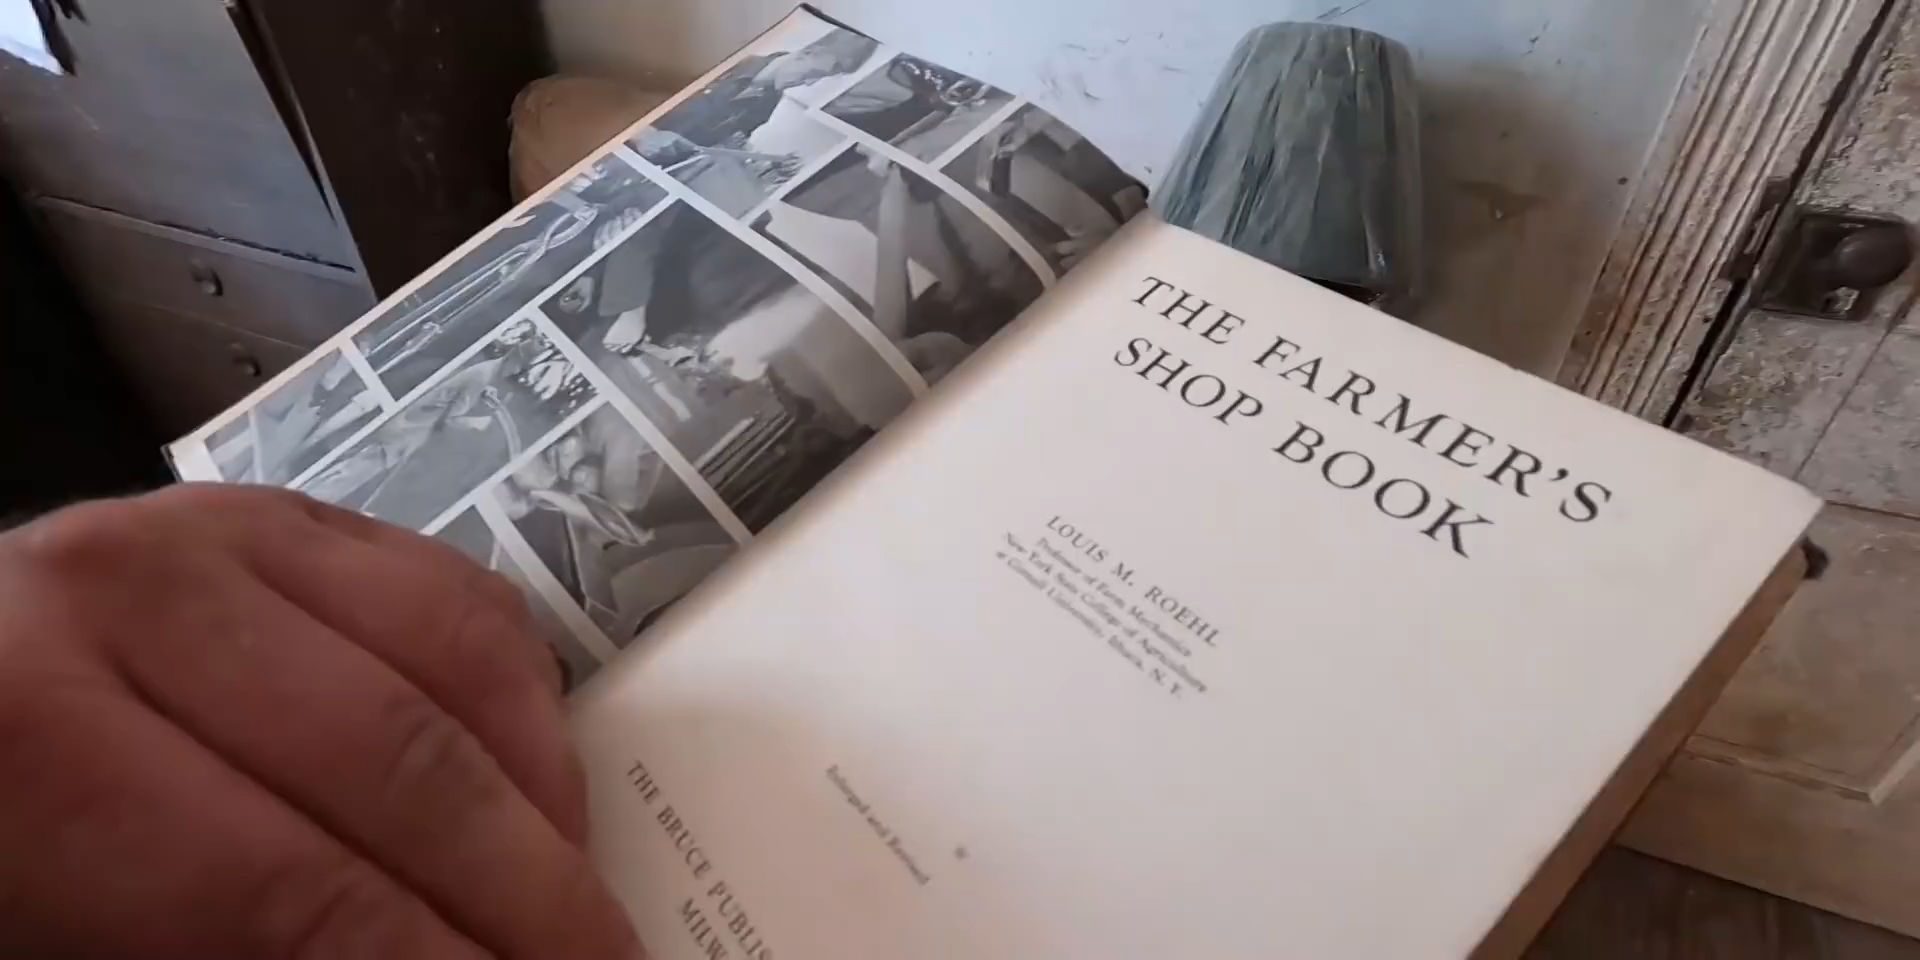 THE FARMER'S
SHOP BOOK
LOUIS M. ROEHL
Professor of Farm Mechanics
New York State College of Agriculture
at Cornell University, Ithaca, N. Y.
Enlarged and Revised
THE BRUCE PUBLIS
MILW